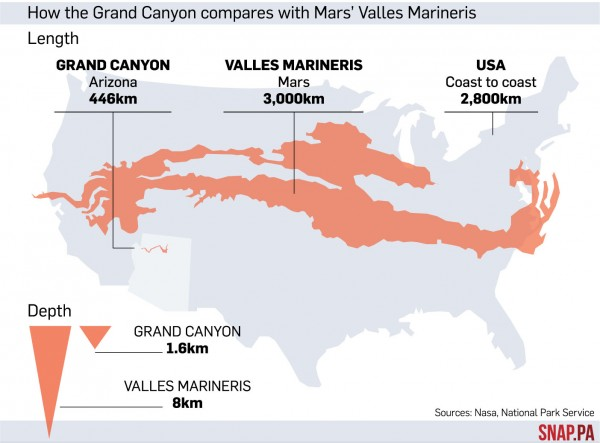 How the Grand Canyon compares with Mars’ Valles Marineris
Length
GRAND CANYON
Arizona
446km
VALLES MARINERIS
Mars
3,000km
USA
Coast to coast
2,800km
Depth
GRAND CANYON
1.6km
VALLES MARINERIS
8km
Sources: Nasa, National Park Service
SNAP.PA